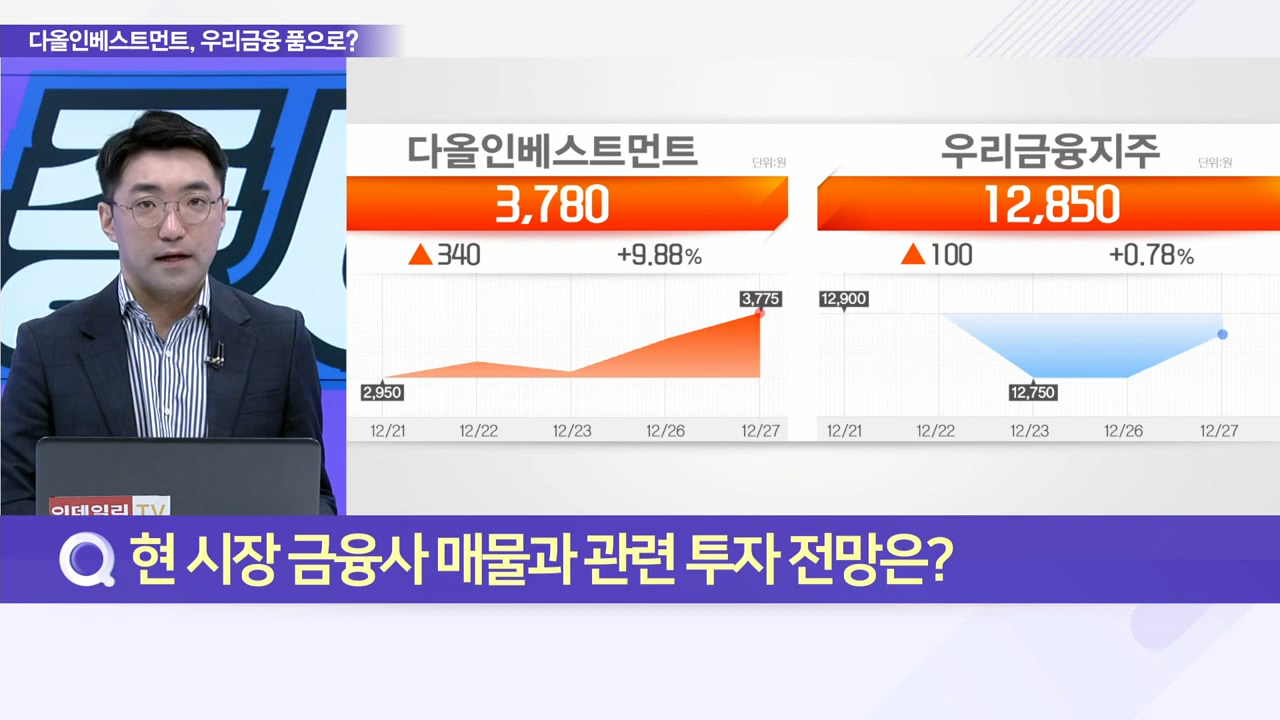 다올인베스트먼트, 우리금융 품으로?
다올인베스트먼트
단위:원
3,780
▲340 +9.88%
3,775
2,950
12/21 12/22 12/23 12/26 12/27
우리금융지주
단위:원
12,850
▲100 +0.78%
12,900
12,750
12/21 12/22 12/23 12/26 12/27
이데일리 TV
Q 현 시장 금융사 매물과 관련 투자 전망은?